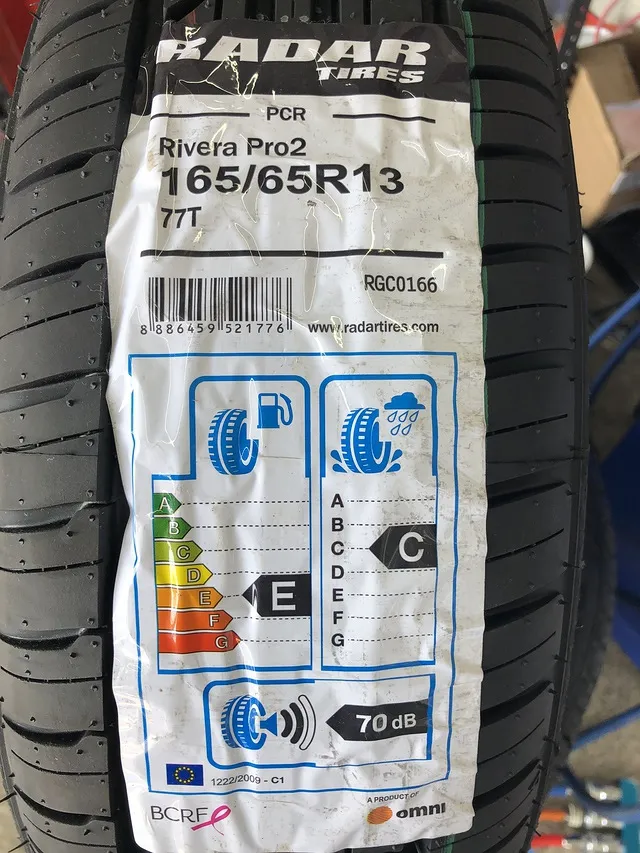 RADAR
TIRES
PCR
Rivera Pro2
165/65R13
77T
RGC0166
8 886459 521776
www.radartires.com
A
B
C
D
E
F
G
E
A
B
C
D
E
F
G
C
70 dB
1222/2009 - C1
BCRF
A PRODUCT OF
omni